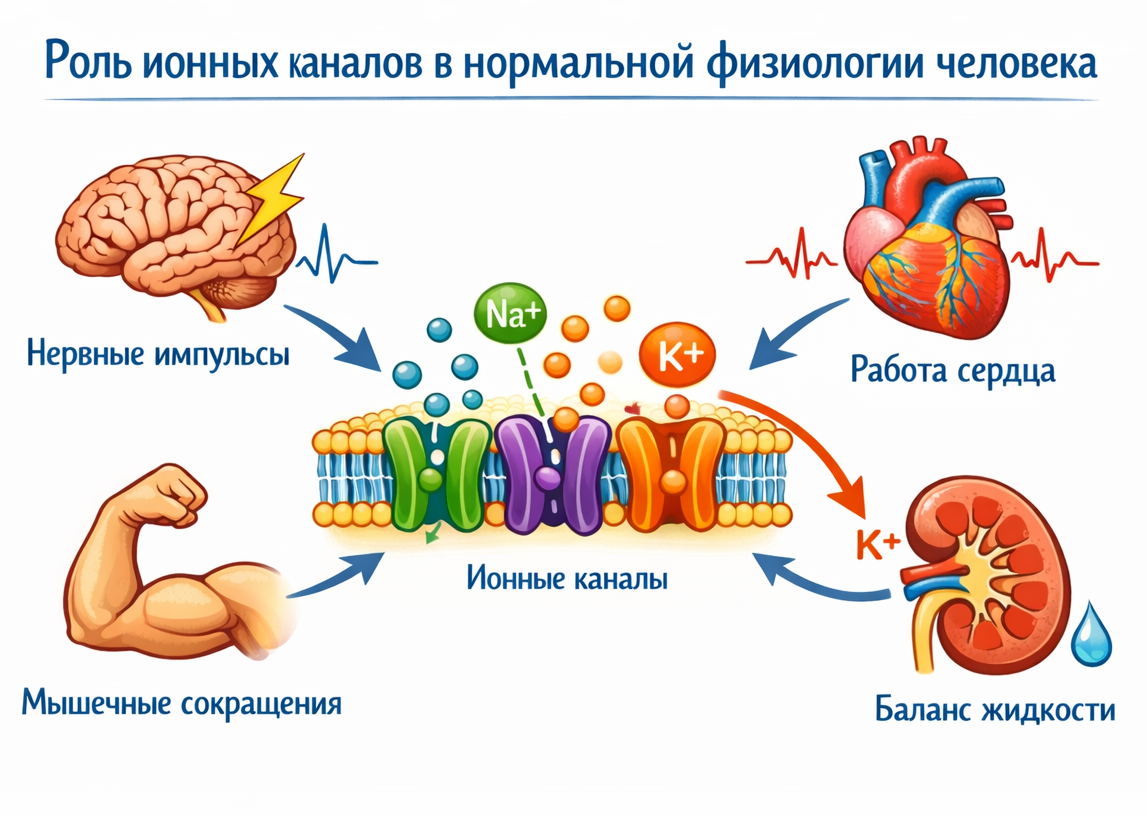 Роль ионных каналов в нормальной физиологии человека
Нервные импульсы
Na+
K+
Работа сердца
K+
Ионные каналы
Мышечные сокращения
Баланс жидкости